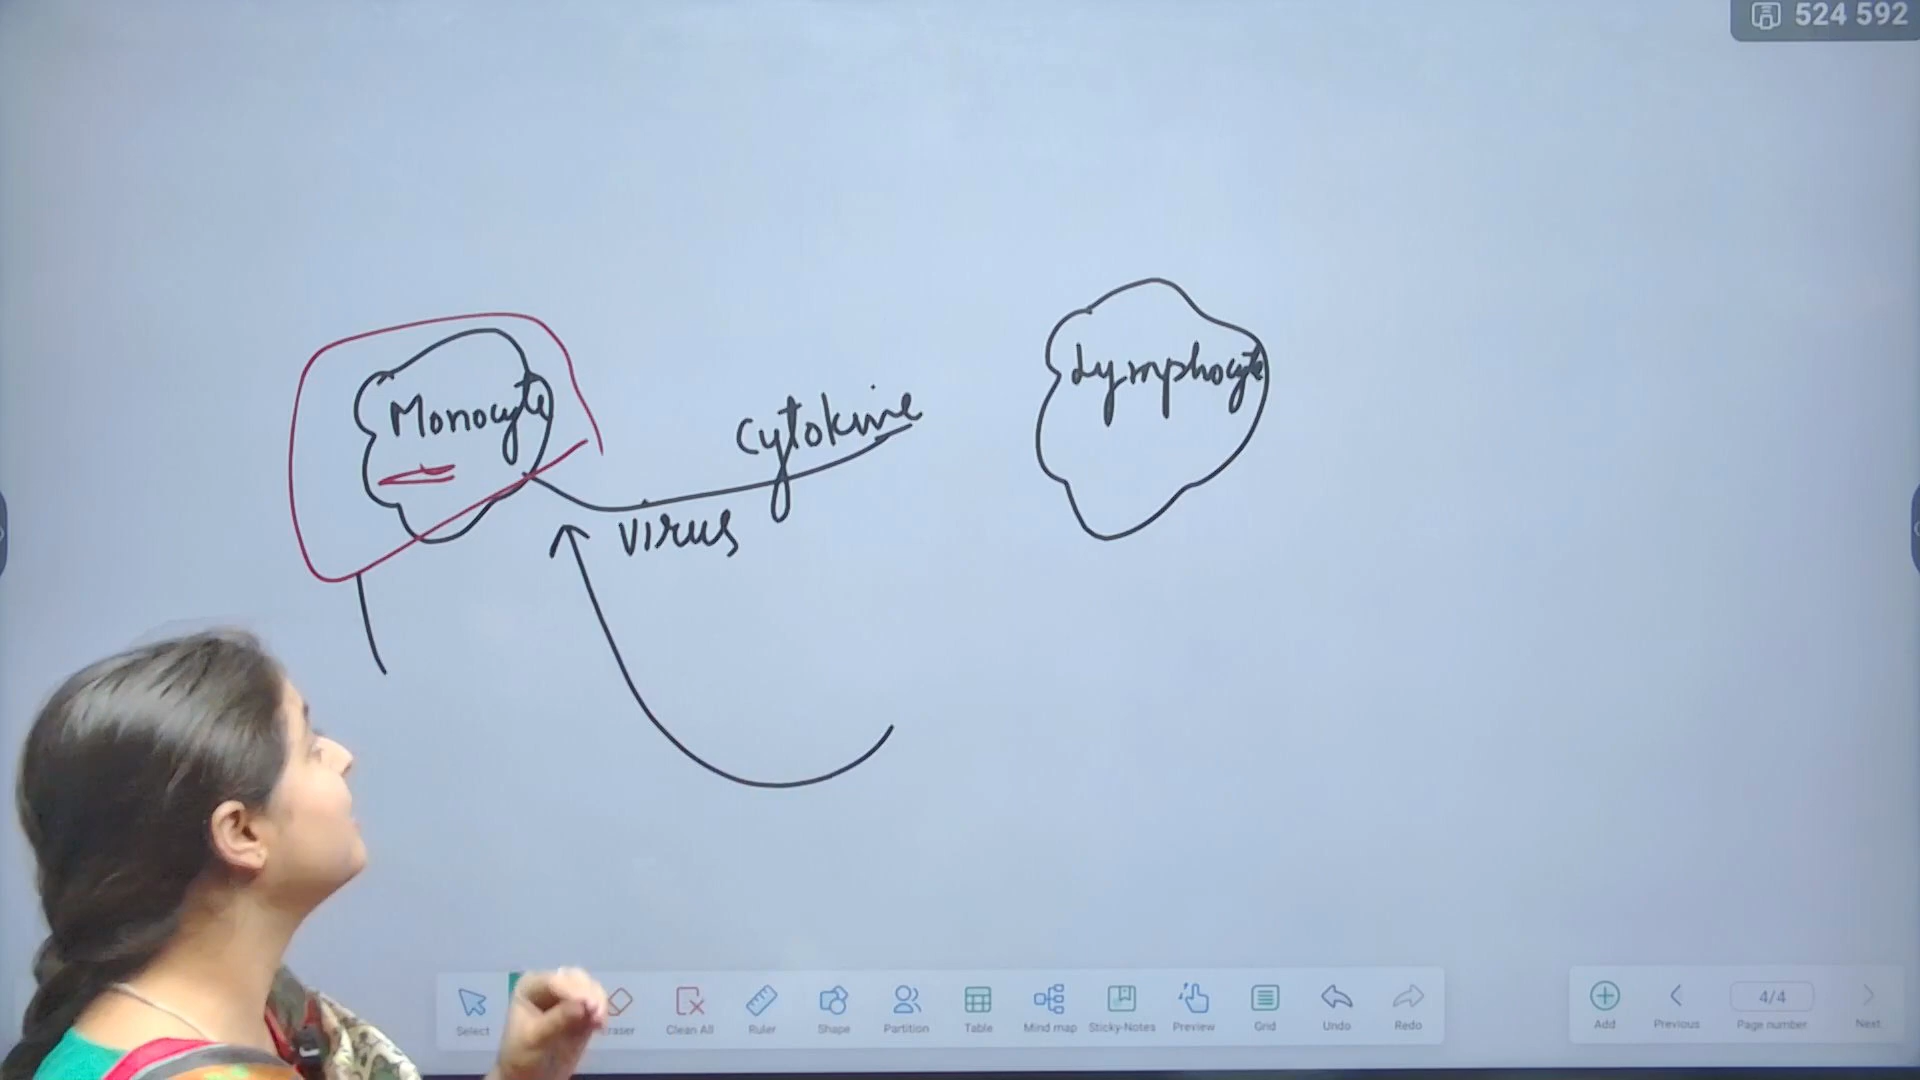 524 592
Lymphocyte
Monocyte
Cytokine
virus
Select
Eraser
Clean All
Ruler
Shape
Partition
Table
Mind map
Sticky-Notes
Preview
Grid
Undo
Redo
Add
Previous
4/4
Page number
Next